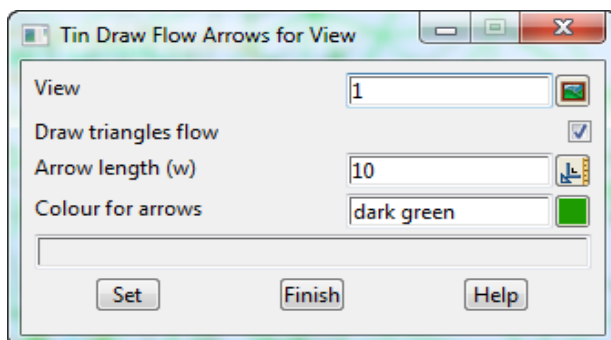 Tin Draw Flow Arrows for View
View 1
Draw triangles flow
Arrow length (w) 10
Colour for arrows dark green
Set Finish Help